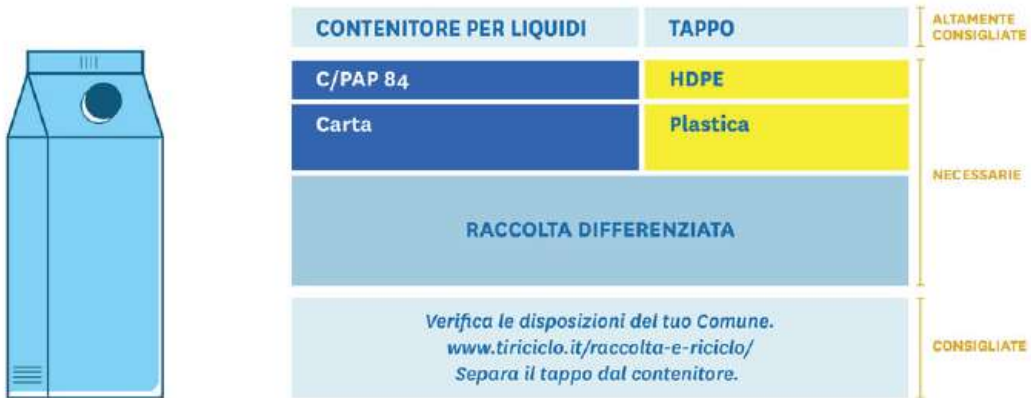 CONTENITORE PER LIQUIDI TAPPO
ALTAMENTE
CONSIGLIATE
C/PAP 84 HDPE
Carta Plastica
NECESSARIE
RACCOLTA DIFFERENZIATA
Verifica le disposizioni del tuo Comune.
www.tiriciclo.it/raccolta-e-riciclo/
Separa il tappo dal contenitore.
CONSIGLIATE